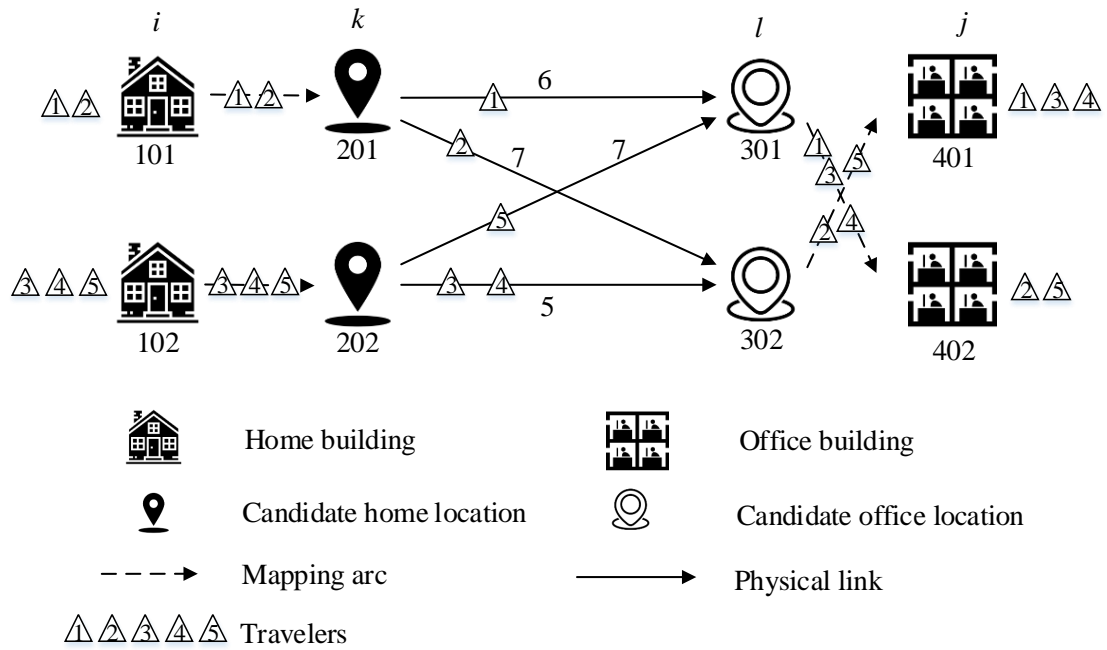 i k l j
1 2 1 2 1 6 1 3 4
101 201 301 401
2 7 7 1 5
3
5 2 4
3 4 5 3 4 5 3 4 2 5
5
102 202 302 402
Home building Office building
Candidate home location Candidate office location
Mapping arc Physical link
1 2 3 4 5 Travelers